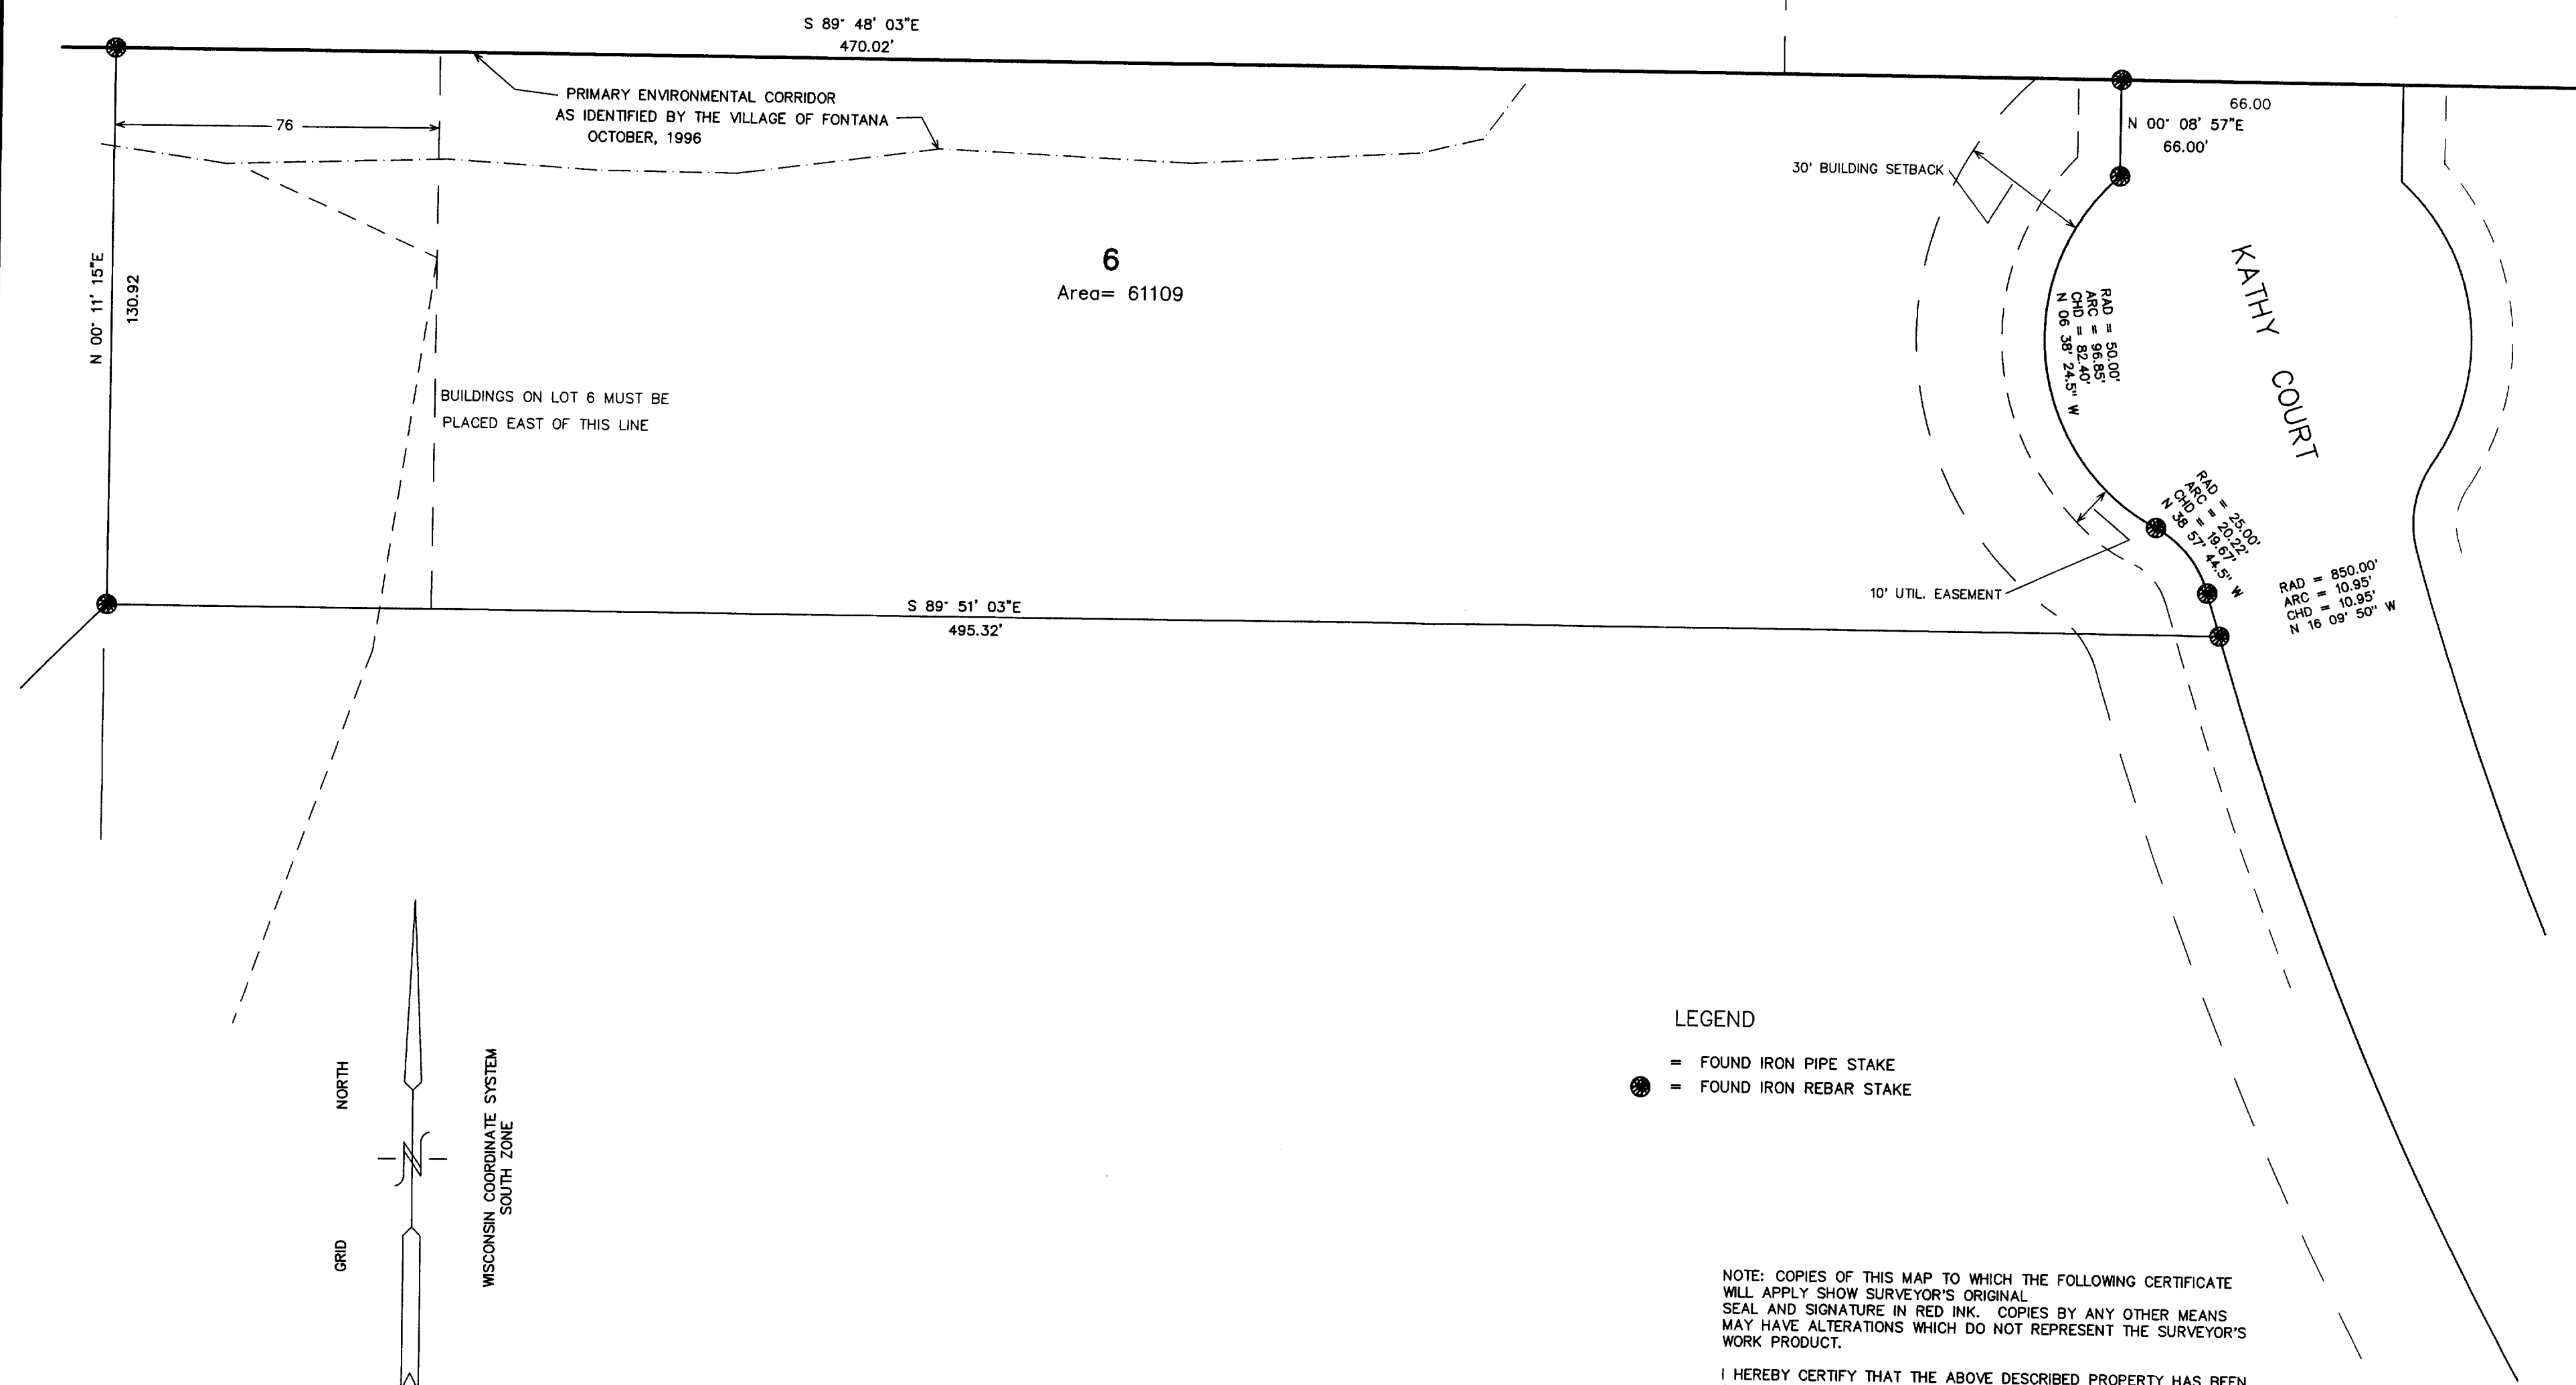 S 89° 48' 03"E
470.02'
PRIMARY ENVIRONMENTAL CORRIDOR
AS IDENTIFIED BY THE VILLAGE OF FONTANA
OCTOBER, 1996
76
66.00
N 00° 08' 57"E
66.00'
30' BUILDING SETBACK
6
Area= 61109
N 00° 11' 15"E
130.92
KATHY COURT
RAD = 50.00'
ARC = 96.85'
CHD = 82.40'
N 06 38' 24.5" W
BUILDINGS ON LOT 6 MUST BE
PLACED EAST OF THIS LINE
RAD = 25.00'
ARC = 20.22'
CHD = 19.67'
N 38 57' 44.5" W
RAD = 850.00'
ARC = 10.95'
CHD = 10.95'
N 16 09' 50" W
10' UTIL. EASEMENT
S 89° 51' 03"E
495.32'
GRID NORTH
N
WISCONSIN COORDINATE SYSTEM
SOUTH ZONE
LEGEND
= FOUND IRON PIPE STAKE
= FOUND IRON REBAR STAKE
NOTE: COPIES OF THIS MAP TO WHICH THE FOLLOWING CERTIFICATE
WILL APPLY SHOW SURVEYOR'S ORIGINAL
SEAL AND SIGNATURE IN RED INK. COPIES BY ANY OTHER MEANS
MAY HAVE ALTERATIONS WHICH DO NOT REPRESENT THE SURVEYOR'S
WORK PRODUCT.
I HEREBY CERTIFY THAT THE ABOVE DESCRIBED PROPERTY HAS BEEN